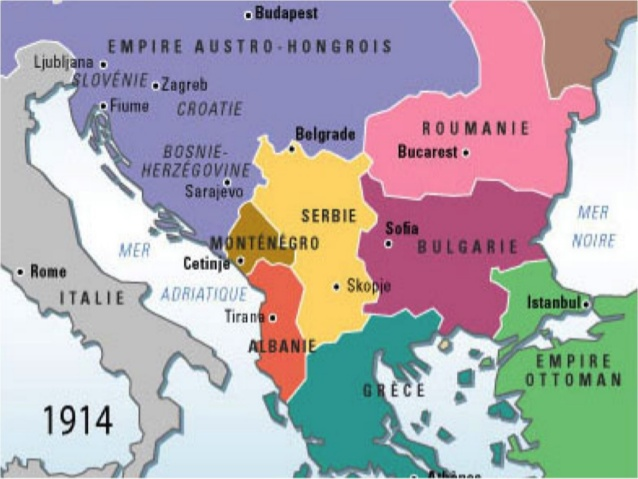 Budapest
EMPIRE AUSTRO-HONGROIS
Ljubljana
SLOVÉNIE
Zagreb
Fiume
CROATIE
ROUMANIE
Belgrade
Bucarest
BOSNIE-
HERZÉGOVINE
Sarajevo
SERBIE
MER
NOIRE
Sofia
MONTÉNÉGRO
BULGARIE
MER
Cetinje
Rome
Skopje
ITALIE
ADRIATIQUE
Istanbul
Tirana
ALBANIE
EMPIRE
OTTOMAN
GRÈCE
1914
Athènes